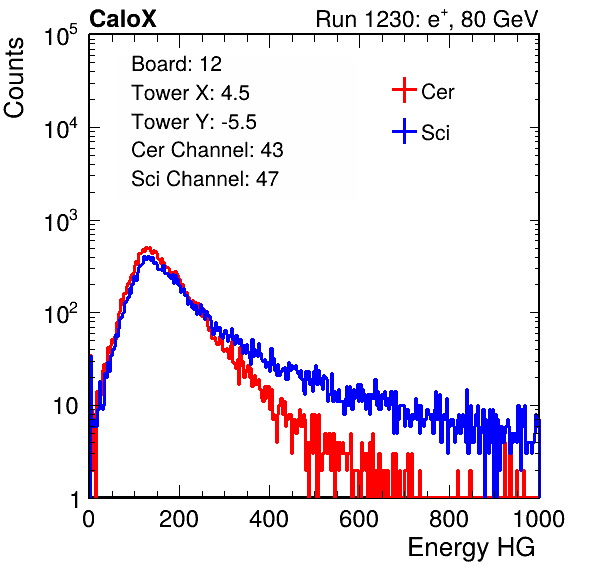 CaloX Run 1230: e⁺, 80 GeV
Counts
10⁵
10⁴
10³
10²
10
1
Board: 12
Tower X: 4.5
Tower Y: -5.5
Cer Channel: 43
Sci Channel: 47
Cer
Sci
0 200 400 600 800 1000
Energy HG